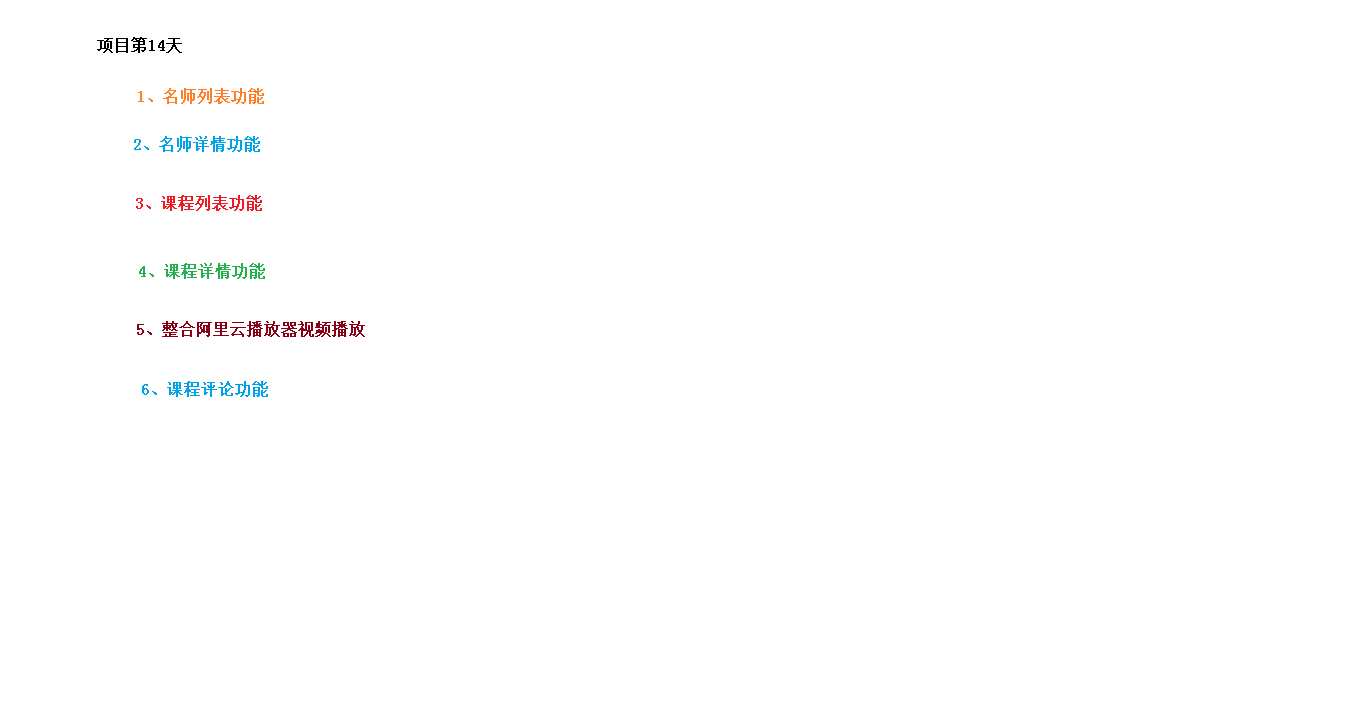 项目第14天
1、名师列表功能
2、名师详情功能
3、课程列表功能
4、课程详情功能
5、整合阿里云播放器视频播放
6、课程评论功能